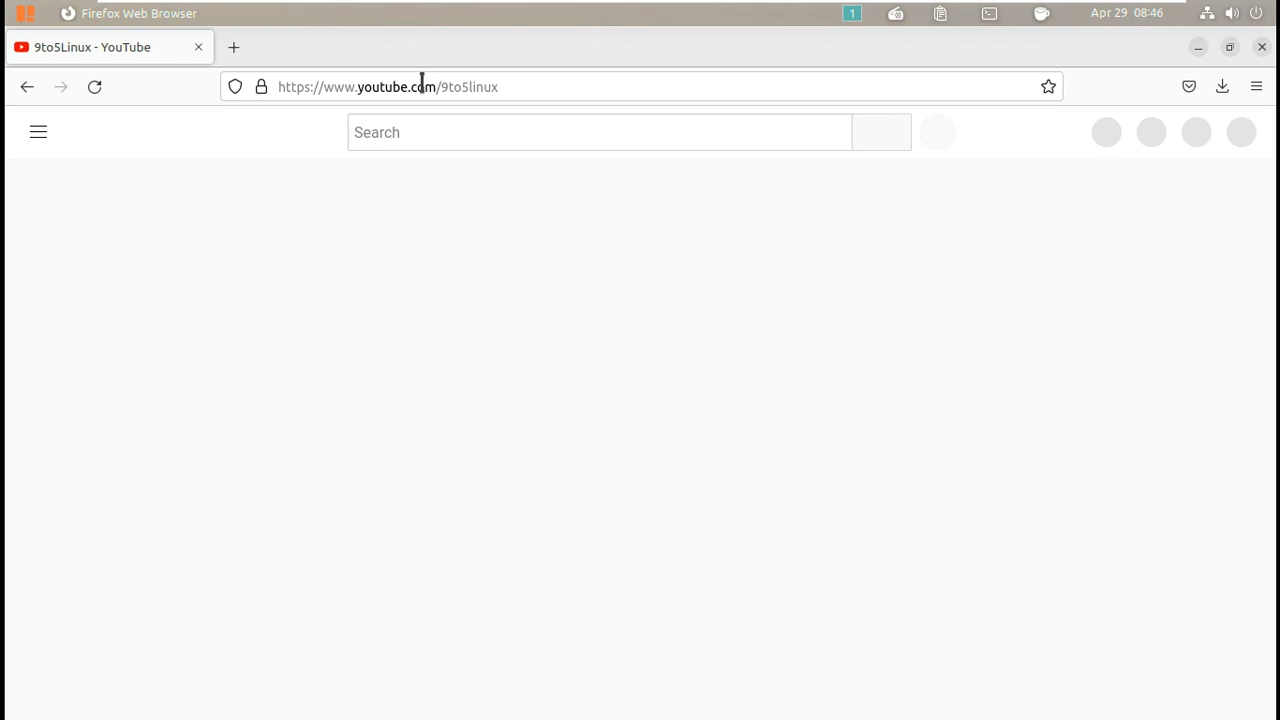 Firefox Web Browser
1
Apr 29 08:46
9to5Linux - YouTube
https://www.youtube.com/9to5linux
Search